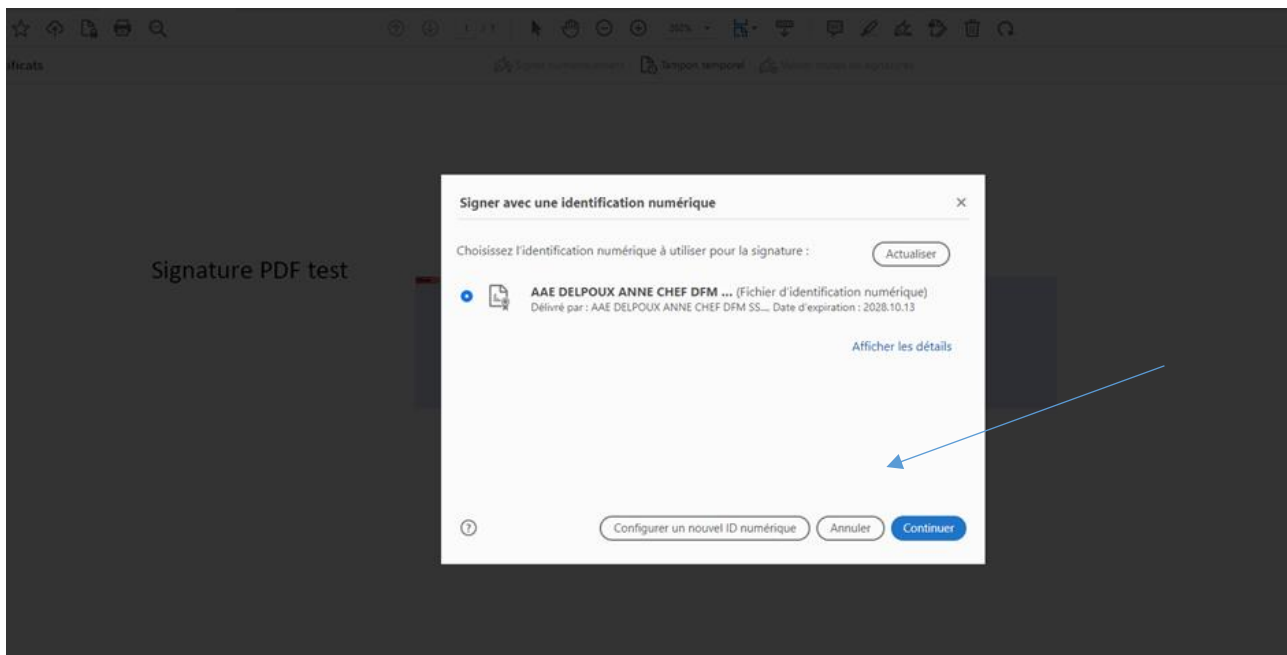 ificats
Tampon temporel
Signer avec une identification numérique
Choisissez l'identification numérique à utiliser pour la signature :
Actualiser
Signature PDF test
AAE DELPOUX ANNE CHEF DFM ... (Fichier d'identification numérique)
Délivré par : AAE DELPOUX ANNE CHEF DFM SS... Date d'expiration : 2028.10.13
Afficher les détails
Configurer un nouvel ID numérique
Annuler
Continuer